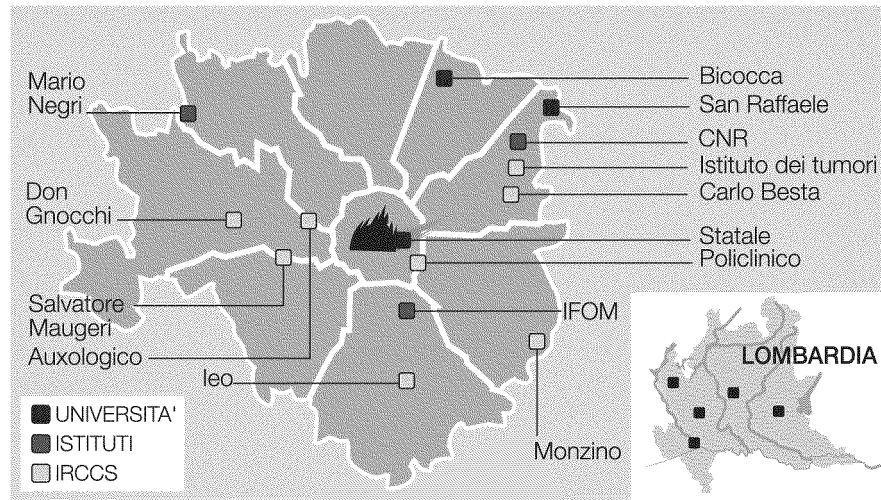 Mario
Negri
Don
Gnocchi
Salvatore
Maugeri
Auxologico
Ieo
Bicocca
San Raffaele
CNR
Istituto dei tumori
Carlo Besta
Statale
Policlinico
IFOM
Monzino
UNIVERSITA'
ISTITUTI
IRCCS
LOMBARDIA